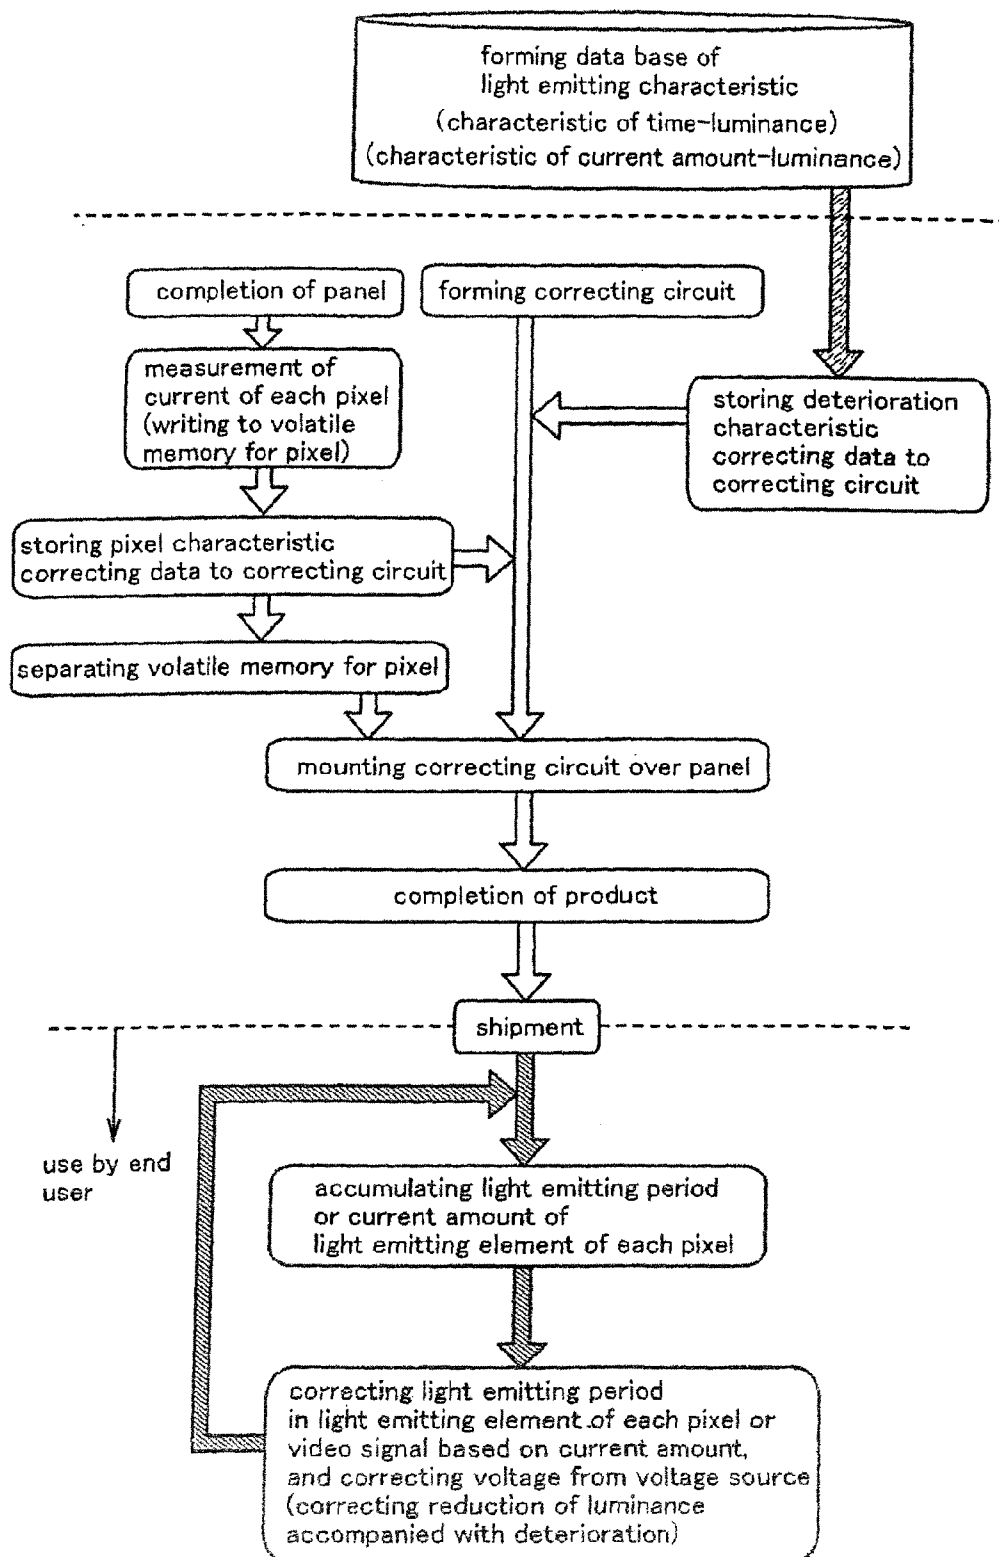 forming data base of
light emitting characteristic
(characteristic of time-luminance)
(characteristic of current amount-luminance)
completion of panel
forming correcting circuit
measurement of
current of each pixel
(writing to volatile
memory for pixel)
storing deterioration
characteristic
correcting data to
correcting circuit
storing pixel characteristic
correcting data to correcting circuit
separating volatile memory for pixel
mounting correcting circuit over panel
completion of product
shipment
use by end
user
accumulating light emitting period
or current amount of
light emitting element of each pixel
correcting light emitting period
in light emitting element of each pixel or
video signal based on current amount,
and correcting voltage from voltage source
(correcting reduction of luminance
accompanied with deterioration)